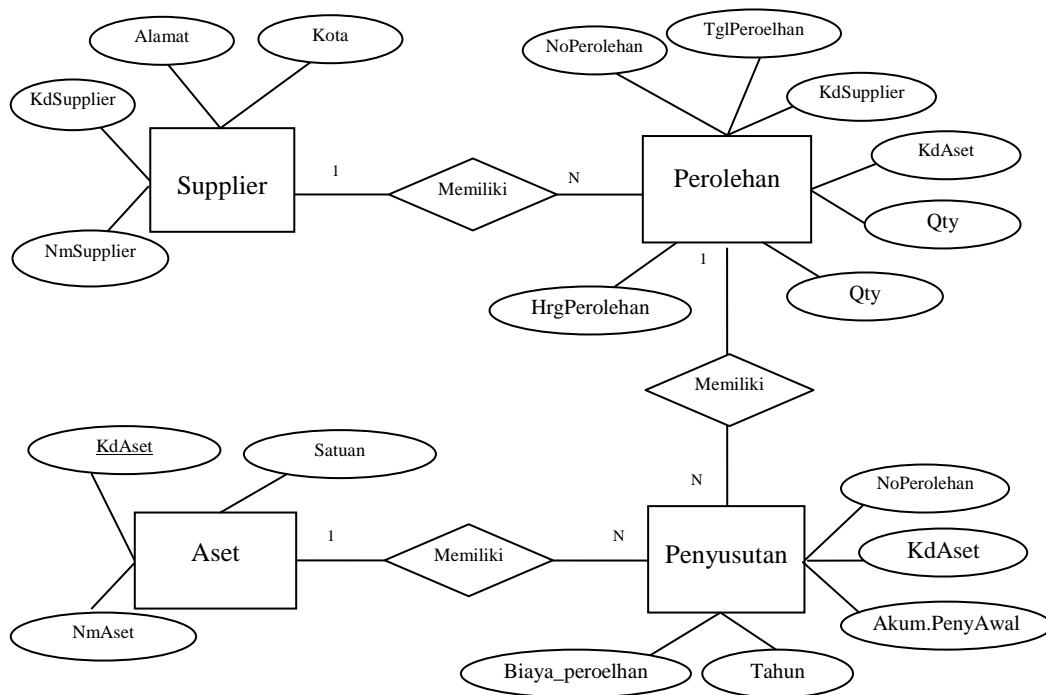 Alamat
Kota
TglPeroelhan
NoPerolehan
KdSupplier
KdSupplier
KdAset
Supplier
1
Memiliki
N
Perolehan
Qty
NmSupplier
1
HrgPerolehan
Qty
Memiliki
KdAset
Satuan
N
NoPerolehan
Aset
1
Memiliki
N
Penyusutan
KdAset
Akum.PenyAwal
NmAset
Biaya_peroelhan
Tahun